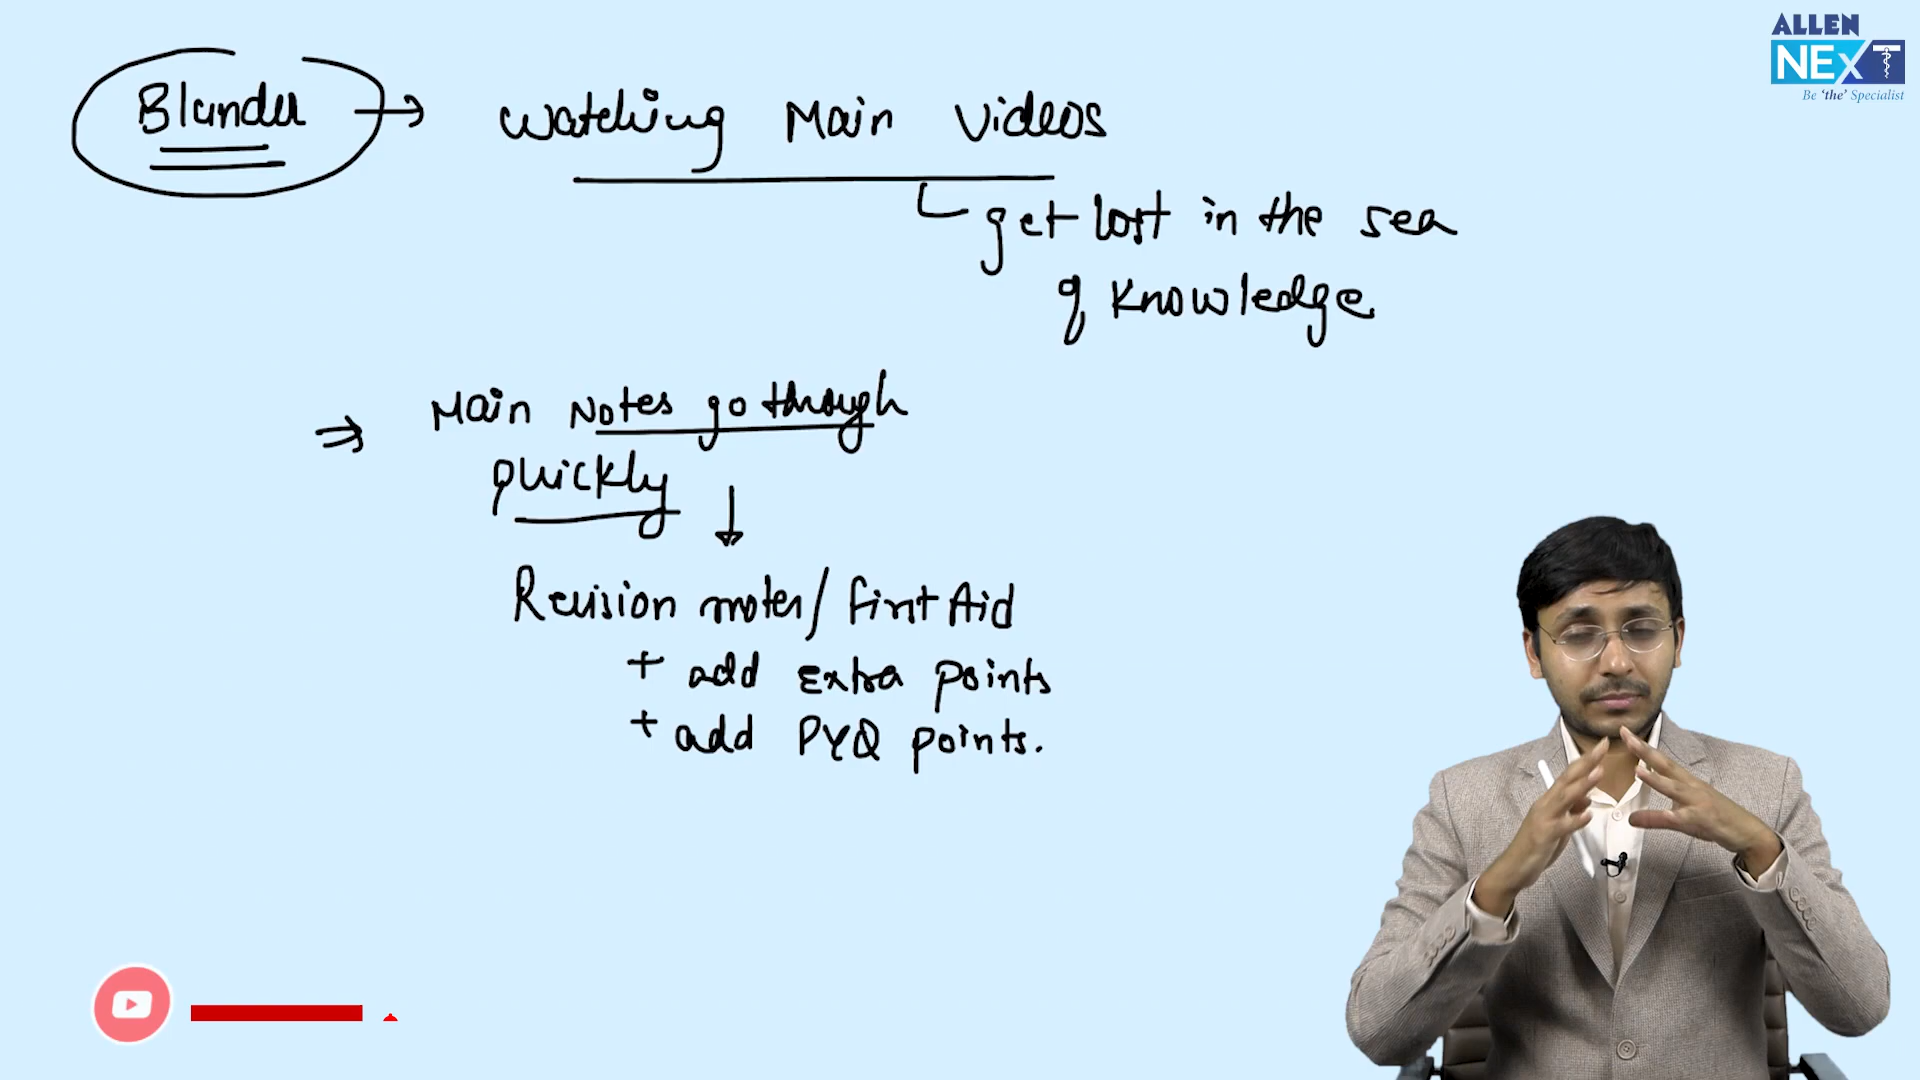 ALLEN
NEXT
Be 'the' Specialist
Blunder → Watching Main Videos
get lost in the sea
of Knowledge
⇒ Main Notes go through
quickly ↓
Revision notes/ First Aid
+ add Extra points
+ add PYQ points.